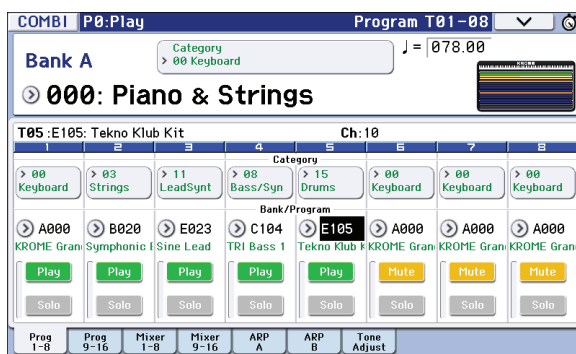 COMBI P0:Play Program T01-08
Bank A Category ♩= 078.00
> 00 Keyboard
KROME
000: Piano & Strings
T05 :E105: Tekno Klub Kit Ch:10
1 2 3 4 5 6 7 8
Category
> 00 > 03 > 11 > 08 > 15 > 00 > 00 > 00
Keyboard Strings LeadSynt Bass/Syn Drums Keyboard Keyboard Keyboard
Bank/Program
A000 B020 E023 C104 E105 A000 A000 A000
KROME Gran Symphonic E Sine Lead TRI Bass 1 Tekno Klub K KROME Gran KROME Gran KROME Gran
Play Play Play Play Play Mute Mute Mute
Solo Solo Solo Solo Solo Solo Solo Solo
Prog Prog Mixer Mixer ARP ARP Tone
1-8 9-16 1-8 9-16 A B Adjust